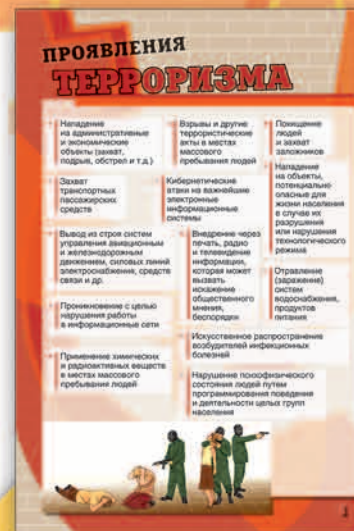 ПРОЯВЛЕНИЯ
ТЕРРОРИЗМА
Нападение
на административные
и экономические
объекты (захват,
подрыв, обстрел и т.д.)
Взрывы и другие
террористические
акты в местах
массового
пребывания людей
Похищение
людей
и захват
заложников
Захват
транспортных
пассажирских
средств
Кибернетические
атаки на важнейшие
электронные
информационные
системы
Нападение
на объекты,
потенциально
опасные для
жизни населения
в случае их
разрушения
или нарушения
технологического
режима
Вывод из строя систем
управления авиационным
и железнодорожным
движением, силовых линий
электроснабжения, средств
связи и др.
Внедрение через
печать, радио
и телевидение
информации,
которая может
вызвать
искажение
общественного
мнения,
беспорядки
Отравление
(заражение)
систем
водоснабжения,
продуктов
питания
Проникновение с целью
нарушения работы
в информационные сети
Искусственное распространение
возбудителей инфекционных
болезней
Применение химических
и радиоактивных веществ
в местах массового
пребывания людей
Нарушение психофизического
состояния людей путем
программирования поведения
и деятельности целых групп
населения